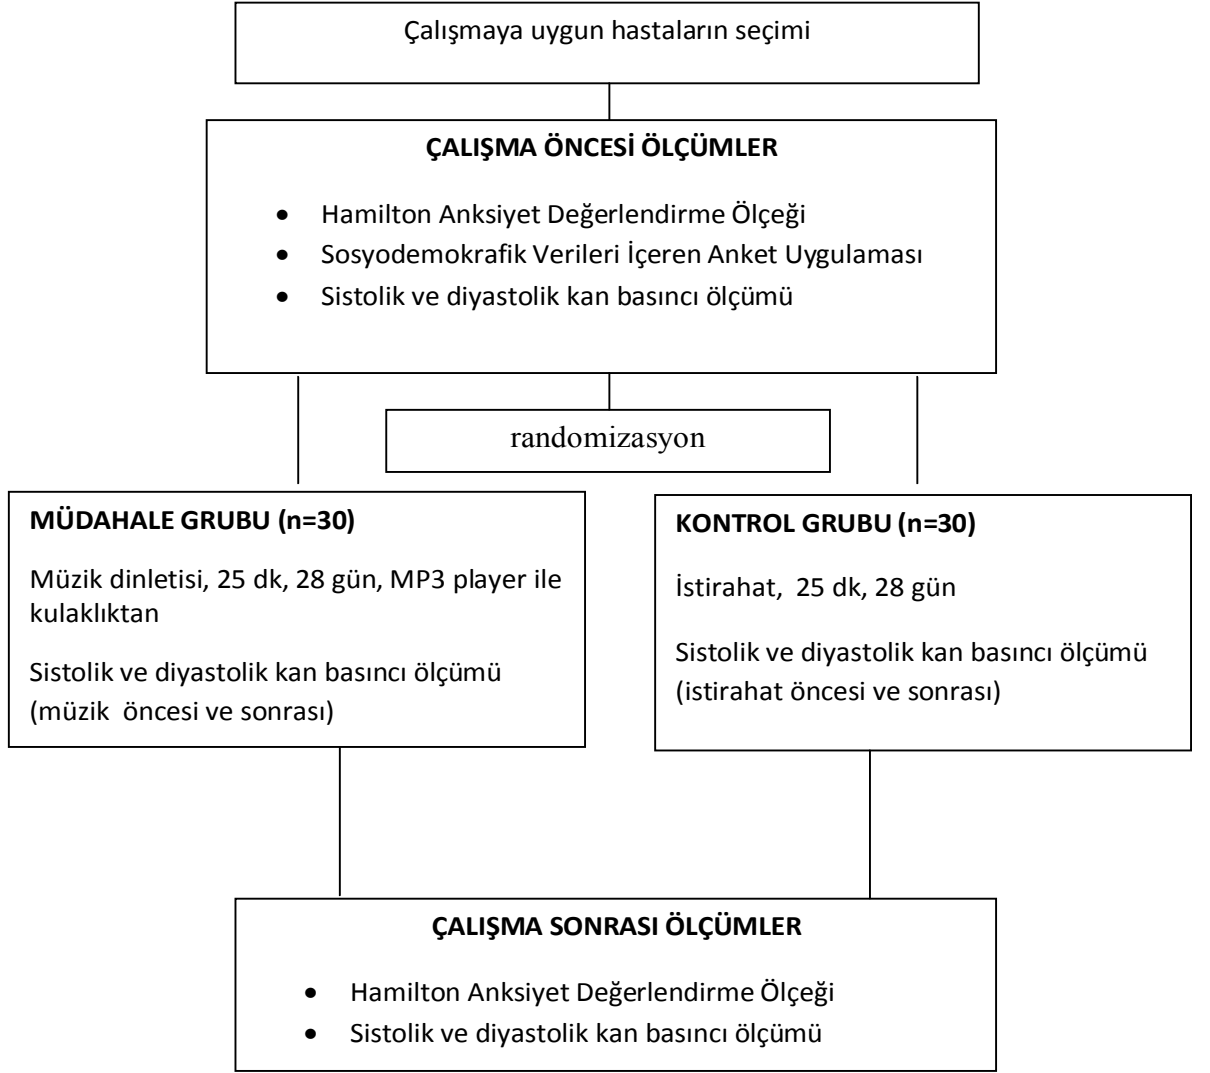 Çalışmaya uygun hastaların seçimi
ÇALIŞMA ÖNCESİ ÖLÇÜMLER
• Hamilton Anksiyet Değerlendirme Ölçeği
• Sosyodemokrafik Verileri İçeren Anket Uygulaması
• Sistolik ve diyastolik kan basıncı ölçümü
randomizasyon
MÜDAHALE GRUBU (n=30)
Müzik dinletisi, 25 dk, 28 gün, MP3 player ile
kulaklıktan
Sistolik ve diyastolik kan basıncı ölçümü
(müzik öncesi ve sonrası)
KONTROL GRUBU (n=30)
İstirahat, 25 dk, 28 gün
Sistolik ve diyastolik kan basıncı ölçümü
(istirahat öncesi ve sonrası)
ÇALIŞMA SONRASI ÖLÇÜMLER
• Hamilton Anksiyet Değerlendirme Ölçeği
• Sistolik ve diyastolik kan basıncı ölçümü